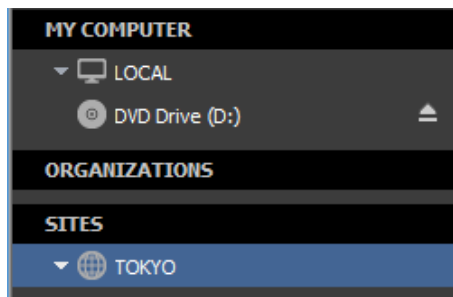 MY COMPUTER
LOCAL
DVD Drive (D:)
ORGANIZATIONS
SITES
TOKYO